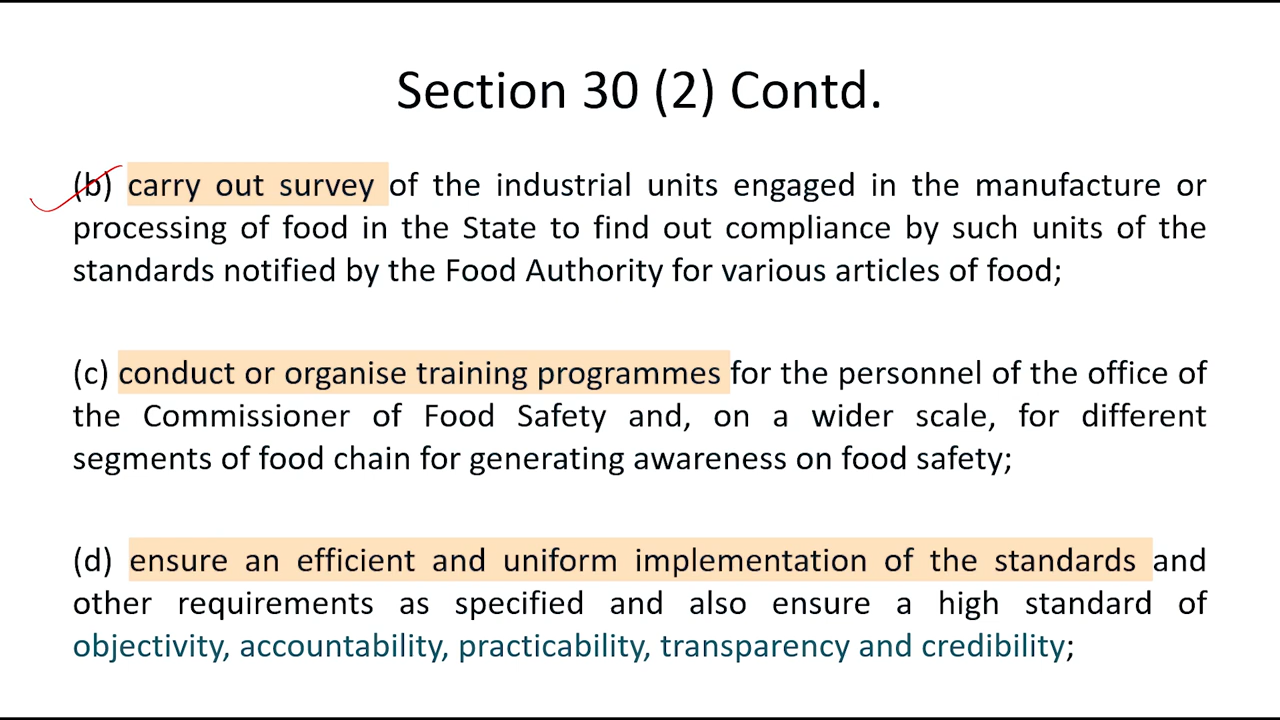 Section 30 (2) Contd.
(b) carry out survey of the industrial units engaged in the manufacture or
processing of food in the State to find out compliance by such units of the
standards notified by the Food Authority for various articles of food;
(c) conduct or organise training programmes for the personnel of the office of
the Commissioner of Food Safety and, on a wider scale, for different
segments of food chain for generating awareness on food safety;
(d) ensure an efficient and uniform implementation of the standards and
other requirements as specified and also ensure a high standard of
objectivity, accountability, practicability, transparency and credibility;